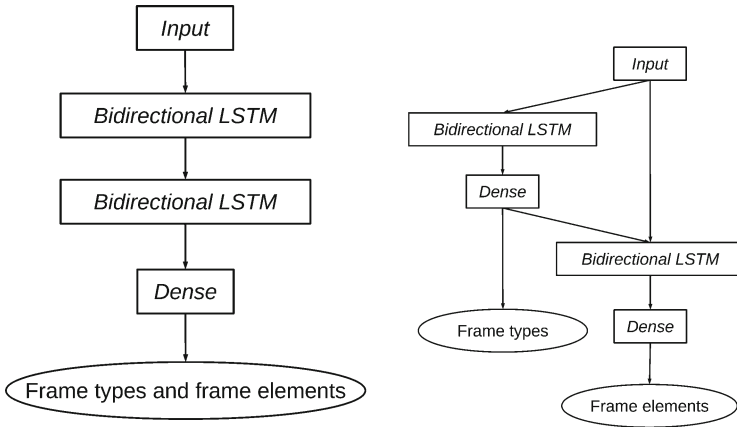 Input
Bidirectional LSTM
Bidirectional LSTM
Dense
Frame types and frame elements
Input
Bidirectional LSTM
Dense
Bidirectional LSTM
Frame types
Dense
Frame elements